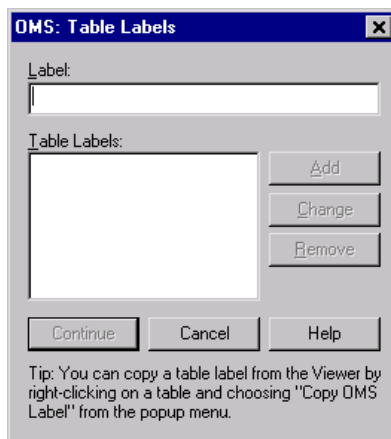 OMS: Table Labels
Label:
Table Labels:
Add
Change
Remove
Continue
Cancel
Help
Tip: You can copy a table label from the Viewer by
right-clicking on a table and choosing "Copy OMS
Label" from the popup menu.